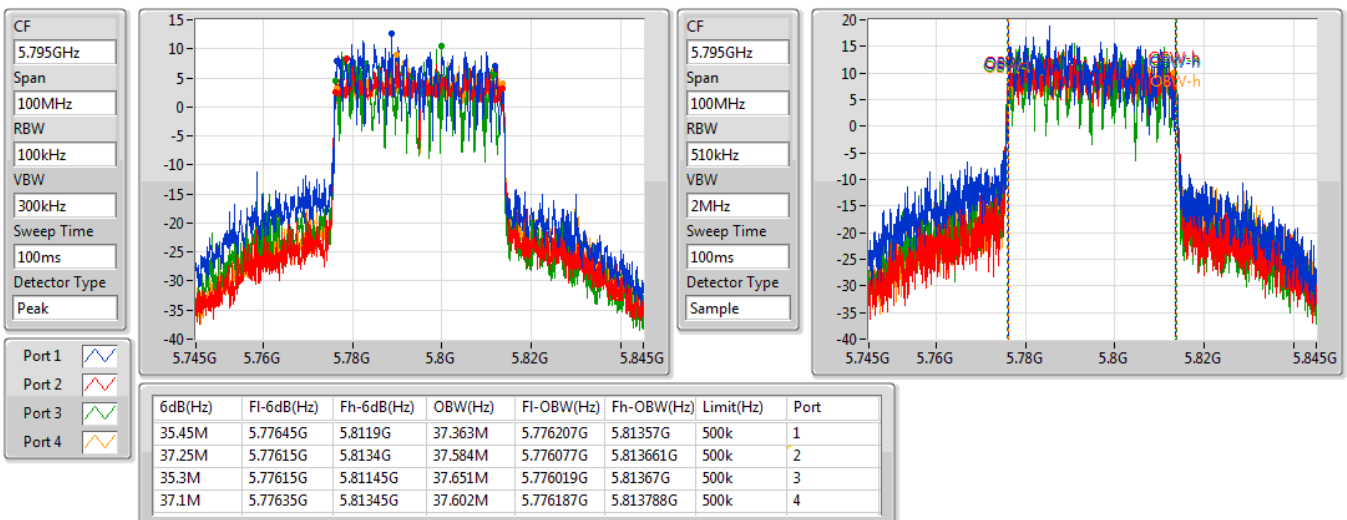 CF
5.795GHz
Span
100MHz
RBW
100kHz
VBW
300kHz
Sweep Time
100ms
Detector Type
Peak
15
10
5
0
-5
-10
-15
-20
-25
-30
-35
-40
5.745G 5.76G 5.78G 5.8G 5.82G 5.845G
CF
5.795GHz
Span
100MHz
RBW
510kHz
VBW
2MHz
Sweep Time
100ms
Detector Type
Sample
20
15
10
5
0
-5
-10
-15
-20
-25
-30
-35
-40
OBW-h
OBW-h
5.745G 5.76G 5.78G 5.8G 5.82G 5.845G
Port 1
Port 2
Port 3
Port 4
6dB(Hz) Fl-6dB(Hz) Fh-6dB(Hz) OBW(Hz) Fl-OBW(Hz) Fh-OBW(Hz) Limit(Hz) Port
35.45M 5.77645G 5.8119G 37.363M 5.776207G 5.81357G 500k 1
37.25M 5.77615G 5.8134G 37.584M 5.776077G 5.813661G 500k 2
35.3M 5.77615G 5.81145G 37.651M 5.776019G 5.81367G 500k 3
37.1M 5.77635G 5.81345G 37.602M 5.776187G 5.813788G 500k 4